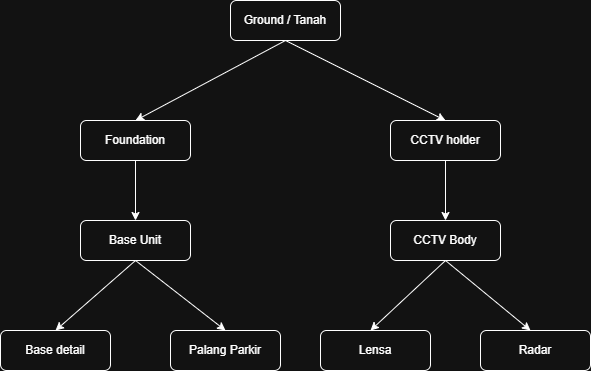 Ground / Tanah
Foundation
CCTV holder
Base Unit
CCTV Body
Base detail
Palang Parkir
Lensa
Radar